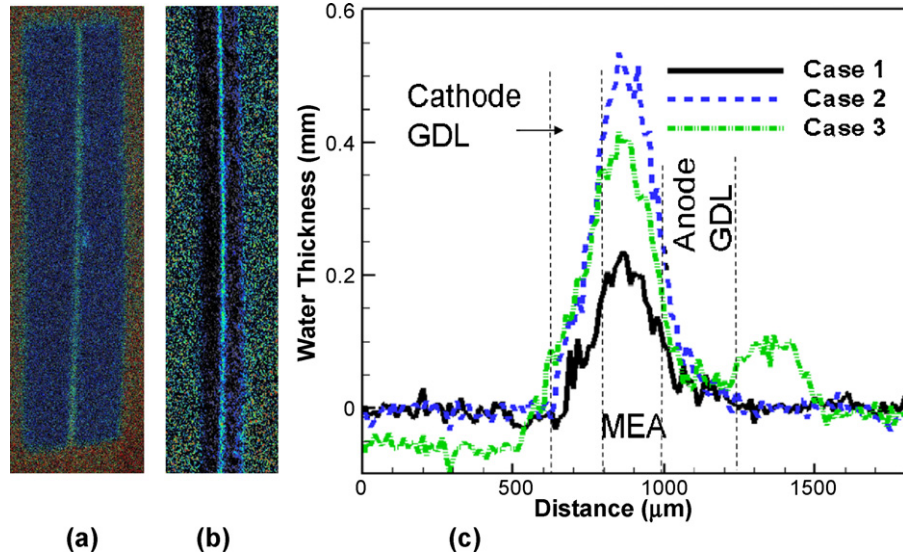 0.6
0.4
0.2
0
Water Thickness (mm)
Cathode
GDL
Case 1
Case 2
Case 3
Anode
GDL
MEA
0
500
1000
1500
Distance (μm)
(a)
(b)
(c)